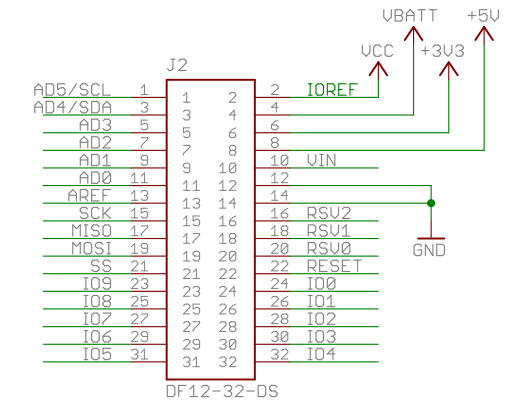 VBATT +5V
VCC +3V3
J2
AD5/SCL 1 1 2 2 IOREF
AD4/SDA 3 3 4 4
AD3 5 5 6 6
AD2 7 7 8 8
AD1 9 9 10 10 VIN
AD0 11 11 12 12
AREF 13 13 14 14
SCK 15 15 16 16 RSV2
MISO 17 17 18 18 RSV1
MOSI 19 19 20 20 RSV0
SS 21 21 22 22 RESET
IO9 23 23 24 24 IO0
IO8 25 25 26 26 IO1
IO7 27 27 28 28 IO2
IO6 29 29 30 30 IO3
IO5 31 31 32 32 IO4
GND
DF12-32-DS